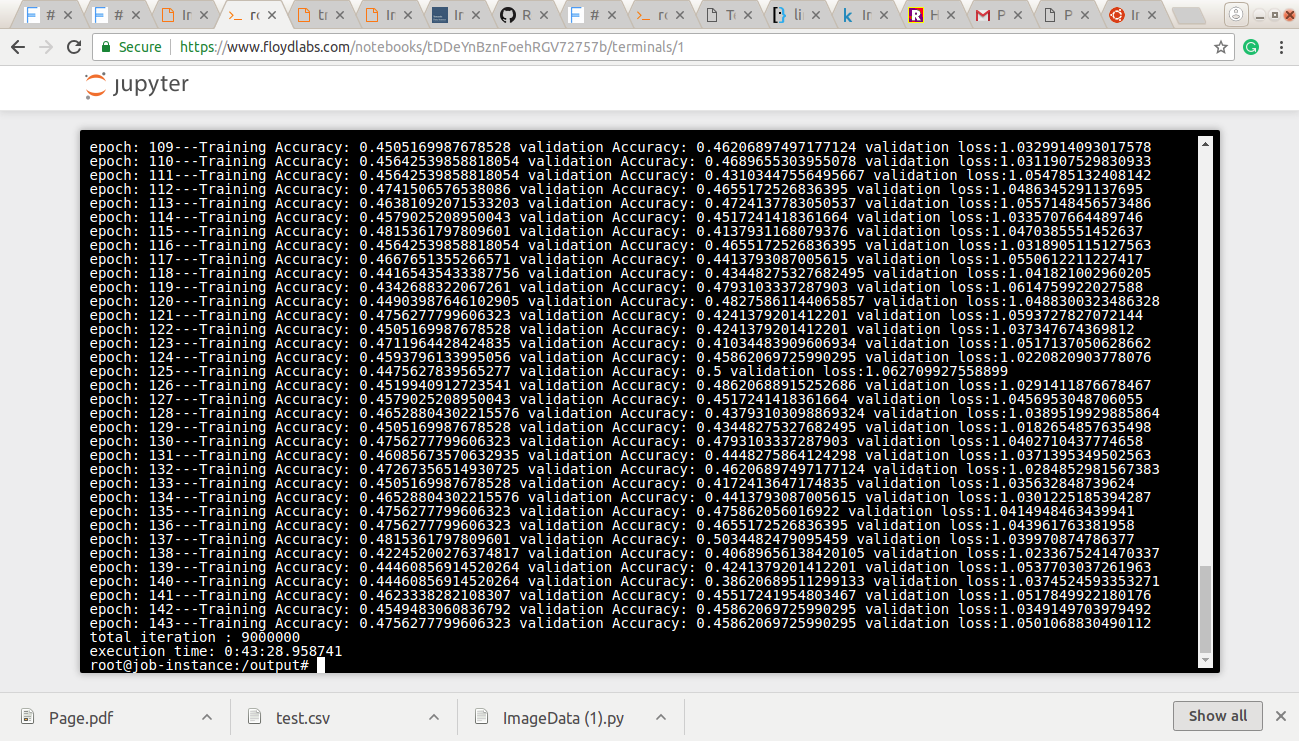 # In # In In >_ ro tr In In R # >_ ro To li In H P P In
Secure https://www.floydlabs.com/notebooks/tDDeYnBznFoehRGV72757b/terminals/1
jupyter
epoch: 109---Training Accuracy: 0.4505169987678528 validation Accuracy: 0.46206897497177124 validation loss:1.0329914093017578
epoch: 110---Training Accuracy: 0.45642539858818054 validation Accuracy: 0.4689655303955078 validation loss:1.0311907529830933
epoch: 111---Training Accuracy: 0.45642539858818054 validation Accuracy: 0.43103447556495667 validation loss:1.054785132408142
epoch: 112---Training Accuracy: 0.4741506576538086 validation Accuracy: 0.4655172526836395 validation loss:1.0486345291137695
epoch: 113---Training Accuracy: 0.46381092071533203 validation Accuracy: 0.4724137783050537 validation loss:1.0557148456573486
epoch: 114---Training Accuracy: 0.4579025208950043 validation Accuracy: 0.4517241418361664 validation loss:1.0335707664489746
epoch: 115---Training Accuracy: 0.4815361797809601 validation Accuracy: 0.4137931168079376 validation loss:1.0470385551452637
epoch: 116---Training Accuracy: 0.45642539858818054 validation Accuracy: 0.4655172526836395 validation loss:1.0318905115127563
epoch: 117---Training Accuracy: 0.4667651355266571 validation Accuracy: 0.4413793087005615 validation loss:1.0550612211227417
epoch: 118---Training Accuracy: 0.44165435433387756 validation Accuracy: 0.43448275327682495 validation loss:1.041821002960205
epoch: 119---Training Accuracy: 0.4342688322067261 validation Accuracy: 0.4793103337287903 validation loss:1.0614759922027588
epoch: 120---Training Accuracy: 0.44903987646102905 validation Accuracy: 0.48275861144065857 validation loss:1.0488300323486328
epoch: 121---Training Accuracy: 0.4756277799606323 validation Accuracy: 0.4241379201412201 validation loss:1.0593727827072144
epoch: 122---Training Accuracy: 0.4505169987678528 validation Accuracy: 0.4241379201412201 validation loss:1.037347674369812
epoch: 123---Training Accuracy: 0.4711964428424835 validation Accuracy: 0.41034483909606934 validation loss:1.0517137050628662
epoch: 124---Training Accuracy: 0.4593796133995056 validation Accuracy: 0.45862069725990295 validation loss:1.0220820903778076
epoch: 125---Training Accuracy: 0.4475627839565277 validation Accuracy: 0.5 validation loss:1.062709927558899
epoch: 126---Training Accuracy: 0.4519940912723541 validation Accuracy: 0.48620688915252686 validation loss:1.0291411876678467
epoch: 127---Training Accuracy: 0.4579025208950043 validation Accuracy: 0.4517241418361664 validation loss:1.0456953048706055
epoch: 128---Training Accuracy: 0.46528804302215576 validation Accuracy: 0.43793103098869324 validation loss:1.0389519929885864
epoch: 129---Training Accuracy: 0.4505169987678528 validation Accuracy: 0.43448275327682495 validation loss:1.0182654857635498
epoch: 130---Training Accuracy: 0.4756277799606323 validation Accuracy: 0.4793103337287903 validation loss:1.0402710437774658
epoch: 131---Training Accuracy: 0.46085673570632935 validation Accuracy: 0.4448275864124298 validation loss:1.0371395349502563
epoch: 132---Training Accuracy: 0.47267356514930725 validation Accuracy: 0.46206897497177124 validation loss:1.0284852981567383
epoch: 133---Training Accuracy: 0.4505169987678528 validation Accuracy: 0.4172413647174835 validation loss:1.035632848739624
epoch: 134---Training Accuracy: 0.46528804302215576 validation Accuracy: 0.4413793087005615 validation loss:1.0301225185394287
epoch: 135---Training Accuracy: 0.4756277799606323 validation Accuracy: 0.475862056016922 validation loss:1.0414948463439941
epoch: 136---Training Accuracy: 0.4756277799606323 validation Accuracy: 0.4655172526836395 validation loss:1.043961763381958
epoch: 137---Training Accuracy: 0.4815361797809601 validation Accuracy: 0.5034482479095459 validation loss:1.039970874786377
epoch: 138---Training Accuracy: 0.42245200276374817 validation Accuracy: 0.40689656138420105 validation loss:1.0233675241470337
epoch: 139---Training Accuracy: 0.44460856914520264 validation Accuracy: 0.4241379201412201 validation loss:1.0537703037261963
epoch: 140---Training Accuracy: 0.44460856914520264 validation Accuracy: 0.38620689511299133 validation loss:1.0374524593353271
epoch: 141---Training Accuracy: 0.4623338282108307 validation Accuracy: 0.45517241954803467 validation loss:1.0517849922180176
epoch: 142---Training Accuracy: 0.4549483060836792 validation Accuracy: 0.45862069725990295 validation loss:1.0349149703979492
epoch: 143---Training Accuracy: 0.4756277799606323 validation Accuracy: 0.45862069725990295 validation loss:1.0501068830490112
total iteration : 9000000
execution time: 0:43:28.958741
root@job-instance:/output#
Page.pdf test.csv ImageData (1).py Show all